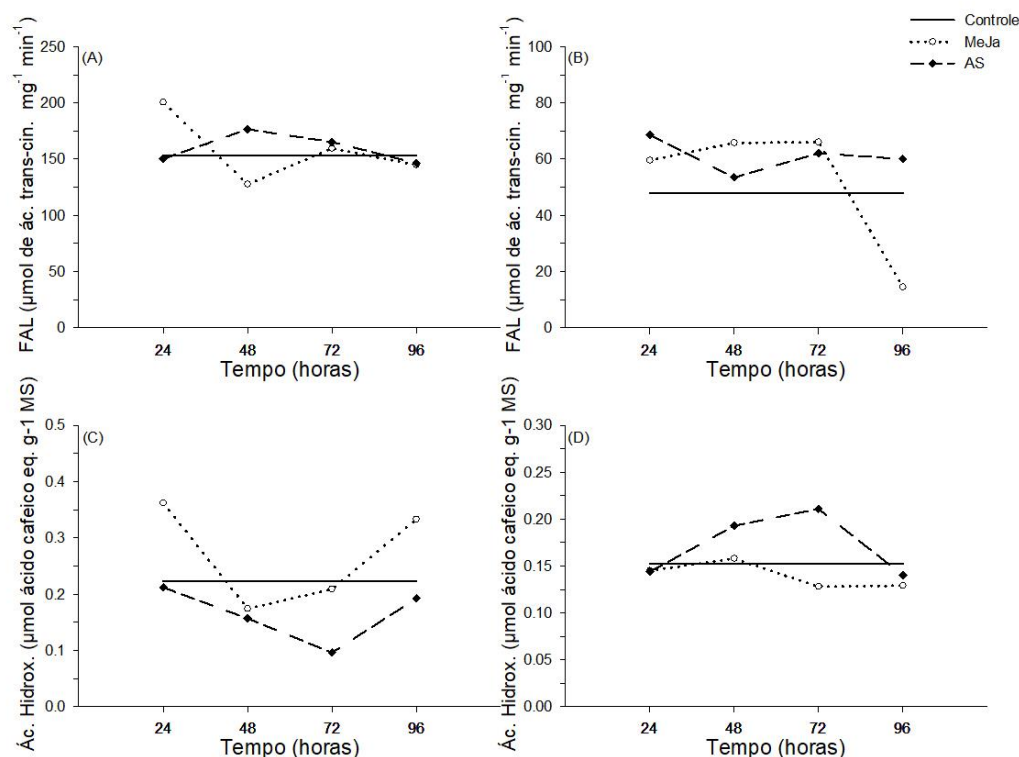 Controle
MeJa
AS
FAL (µmol de ác. trans-cin. mg⁻¹ min⁻¹)
250
200
150
100
50
0
(A)
24 48 72 96
Tempo (horas)
FAL (µmol de ác. trans-cin. mg⁻¹ min⁻¹)
100
80
60
40
20
0
(B)
24 48 72 96
Tempo (horas)
Ác. Hidrox. (µmol ácido cafeico eq. g-1 MS)
0.5
0.4
0.3
0.2
0.1
0.0
(C)
24 48 72 96
Tempo (horas)
Ác. Hidrox. (µmol ácido cafeico eq. g-1 MS)
0.30
0.25
0.20
0.15
0.10
0.05
0.00
(D)
24 48 72 96
Tempo (horas)